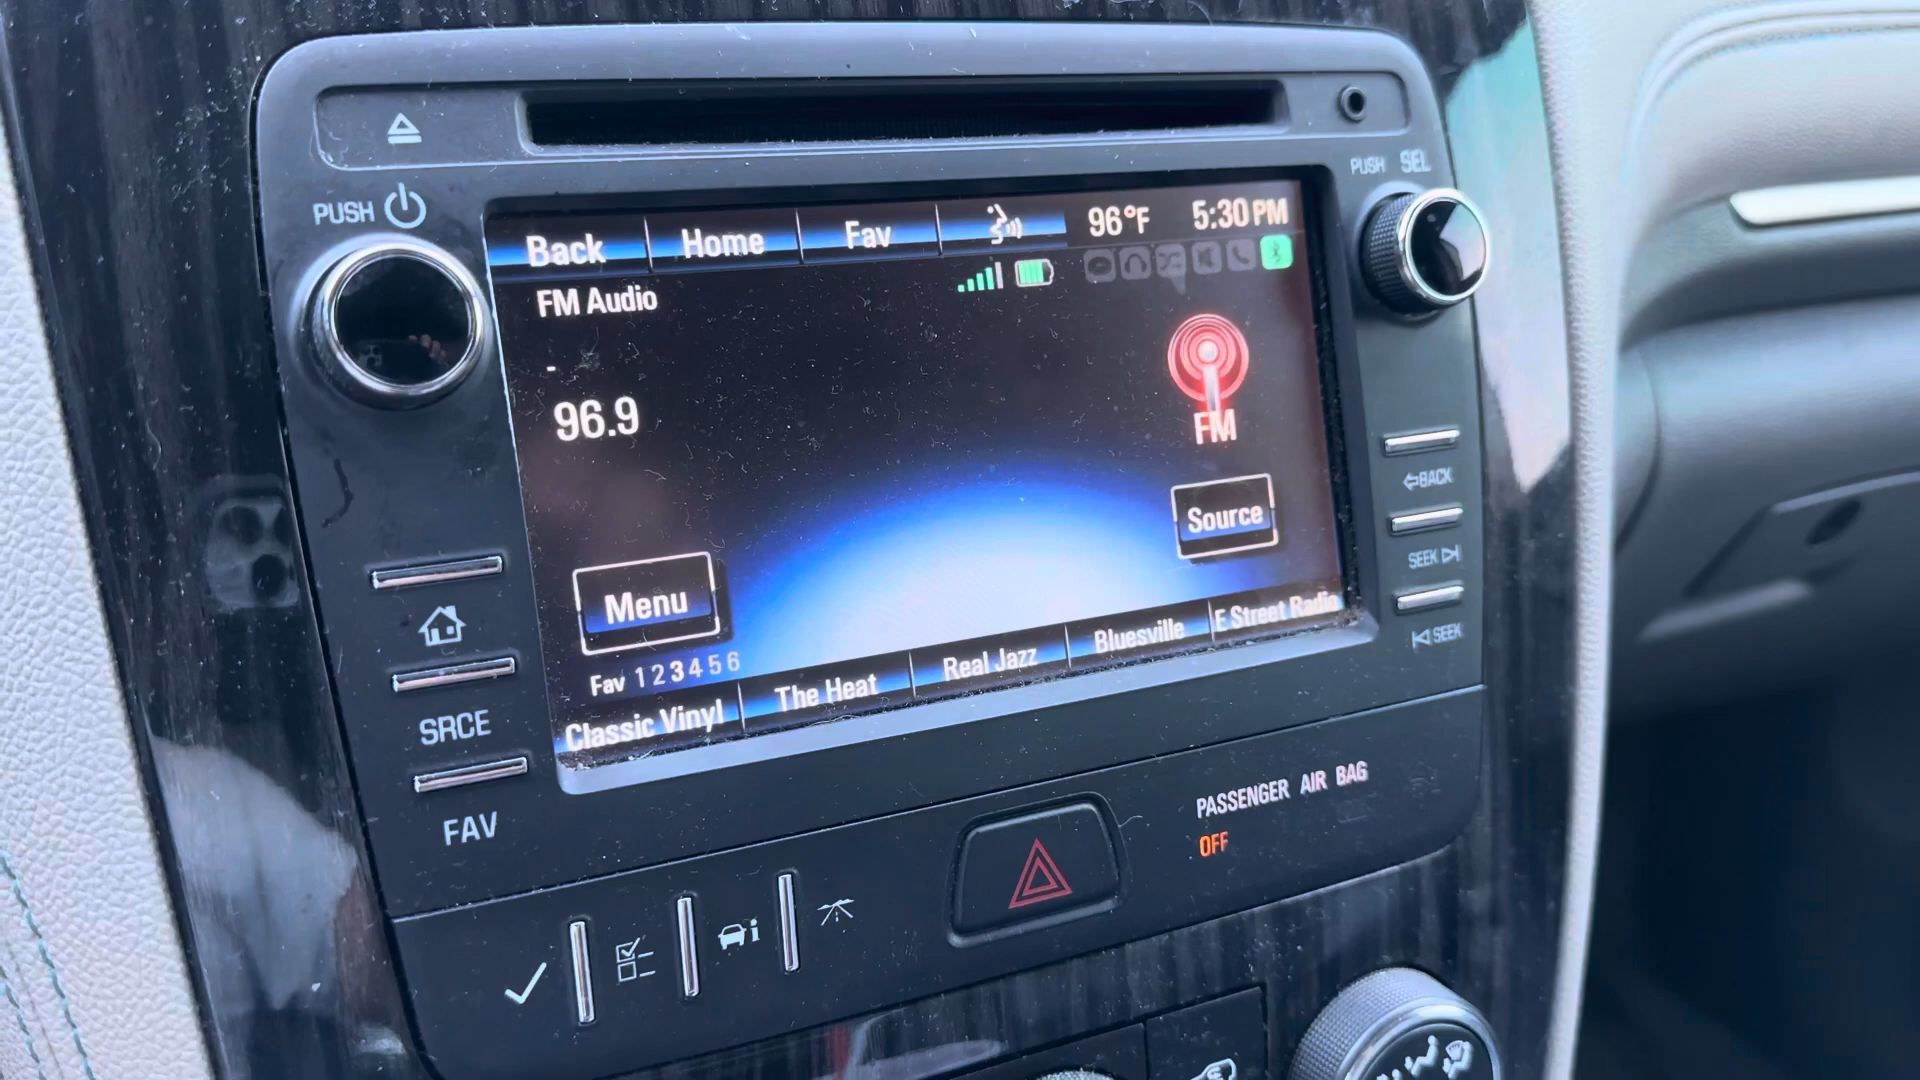 PUSH
PUSH SEL
Back Home Fav 96°F 5:30 PM
FM Audio
-
96.9
FM
Source
Menu
Fav 1 2 3 4 5 6
Classic Vinyl The Heat Real Jazz Bluesville E Street Radio
BACK
SEEK
SEEK
SRCE
FAV
PASSENGER AIR BAG
OFF